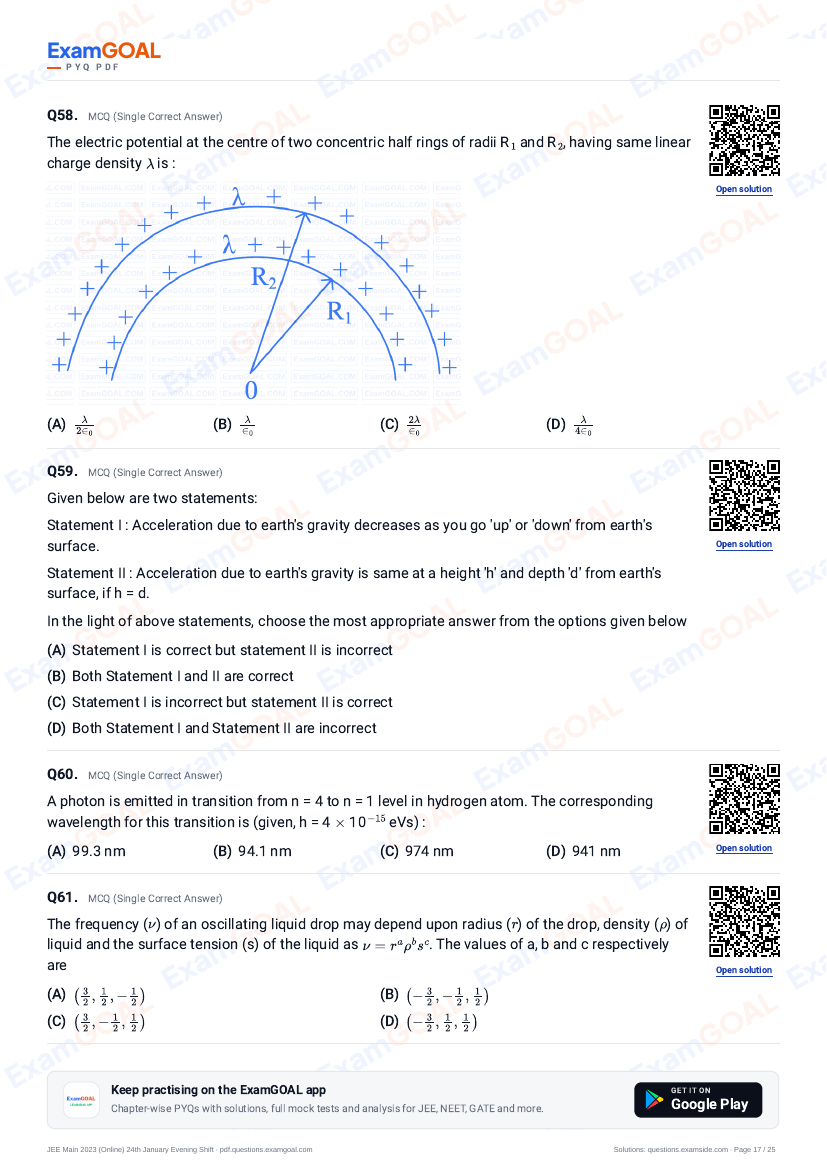 ExamGOAL
PYQ PDF
Q58. MCQ (Single Correct Answer)
The electric potential at the centre of two concentric half rings of radii R₁ and R₂, having same linear
charge density λ is :
Open solution
λ
λ
R₂
R₁
0
(A) λ/2∈₀ (B) λ/∈₀ (C) 2λ/∈₀ (D) λ/4∈₀
Q59. MCQ (Single Correct Answer)
Given below are two statements:
Open solution
Statement I : Acceleration due to earth's gravity decreases as you go 'up' or 'down' from earth's
surface.
Statement II : Acceleration due to earth's gravity is same at a height 'h' and depth 'd' from earth's
surface, if h = d.
In the light of above statements, choose the most appropriate answer from the options given below
(A) Statement I is correct but statement II is incorrect
(B) Both Statement I and II are correct
(C) Statement I is incorrect but statement II is correct
(D) Both Statement I and Statement II are incorrect
Q60. MCQ (Single Correct Answer)
A photon is emitted in transition from n = 4 to n = 1 level in hydrogen atom. The corresponding
wavelength for this transition is (given, h = 4 × 10⁻¹⁵ eVs) :
(A) 99.3 nm (B) 94.1 nm (C) 974 nm (D) 941 nm
Open solution
Q61. MCQ (Single Correct Answer)
The frequency (ν) of an oscillating liquid drop may depend upon radius (r) of the drop, density (ρ) of
liquid and the surface tension (s) of the liquid as ν = rᵃρᵇsᶜ. The values of a, b and c respectively
are
Open solution
(A) (3/2, 1/2, −1/2) (B) (−3/2, −1/2, 1/2)
(C) (3/2, −1/2, 1/2) (D) (−3/2, 1/2, 1/2)
Keep practising on the ExamGOAL app
Chapter-wise PYQs with solutions, full mock tests and analysis for JEE, NEET, GATE and more.
GET IT ON
Google Play
JEE Main 2023 (Online) 24th January Evening Shift · pdf.questions.examgoal.com Solutions: questions.examside.com · Page 17 / 25